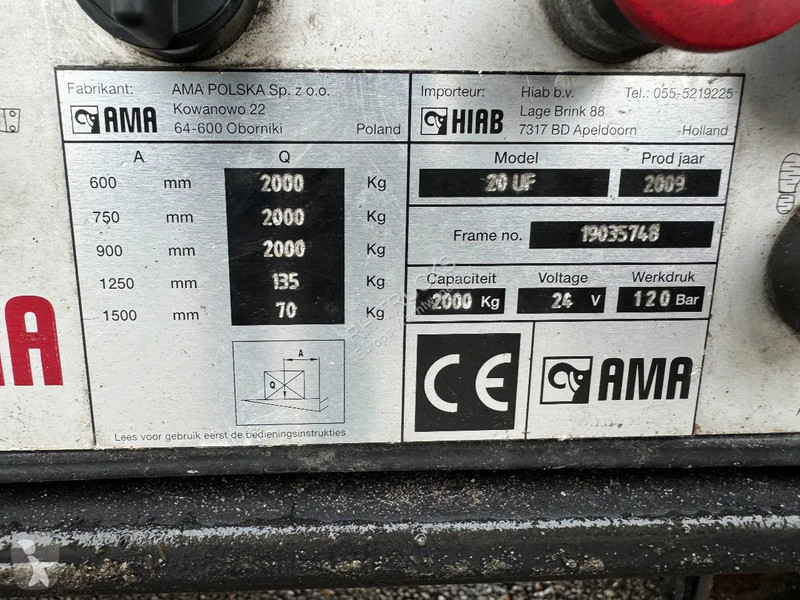 Fabrikant: AMA POLSKA Sp. z o.o.
AMA Kowanowo 22
64-600 Oborniki Poland
Importeur: Hiab b.v. Tel.: 055-5219225
HIAB Lage Brink 88
7317 BD Apeldoorn -Holland
A Q
600 mm 2000 Kg
750 mm 2000 Kg
900 mm 2000 Kg
1250 mm 135 Kg
1500 mm 70 Kg
A
Q
Lees voor gebruik eerst de bedieningsinstrukties
Model Prod jaar
20 UF 2009
Frame no. 19035748
Capaciteit Voltage Werkdruk
2000 Kg 24 V 120 Bar
CE AMA
MA